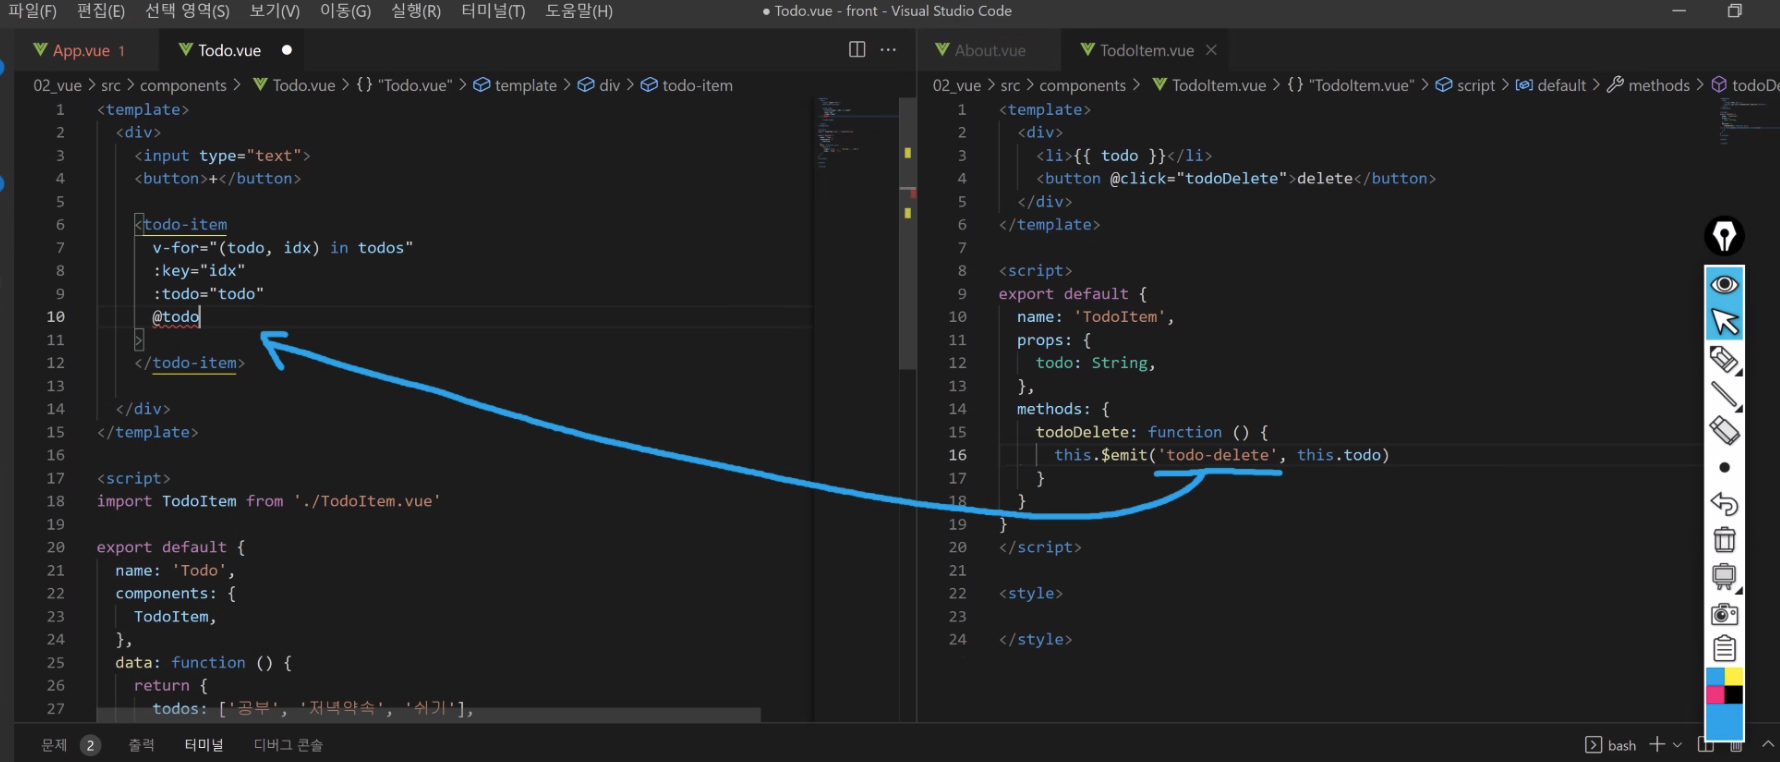 파일(F) 편집(E) 선택 영역(S) 보기(V) 이동(G) 실행(R) 터미널(T) 도움말(H) ● Todo.vue - front - Visual Studio Code
App.vue 1 Todo.vue ●
02_vue > src > components > Todo.vue > {} "Todo.vue" > template > div > todo-item
1 <template>
2 <div>
3 <input type="text">
4 <button>+</button>
5
6 <todo-item
7 v-for="(todo, idx) in todos"
8 :key="idx"
9 :todo="todo"
10 @todo
11 >
12 </todo-item>
13
14 </div>
15 </template>
16
17 <script>
18 import TodoItem from './TodoItem.vue'
19
20 export default {
21 name: 'Todo',
22 components: {
23 TodoItem,
24 },
25 data: function () {
26 return {
27 todos: ['공부', '저녁약속', '쉬기'],
About.vue TodoItem.vue
02_vue > src > components > TodoItem.vue > {} "TodoItem.vue" > script > default > methods > todoDe
1 <template>
2 <div>
3 <li>{{ todo }}</li>
4 <button @click="todoDelete">delete</button>
5 </div>
6 </template>
7
8 <script>
9 export default {
10 name: 'TodoItem',
11 props: {
12 todo: String,
13 },
14 methods: {
15 todoDelete: function () {
16 this.$emit('todo-delete', this.todo)
17 }
18 }
19 }
20 </script>
21
22 <style>
23
24 </style>
문제 2 출력 터미널 디버그 콘솔 bash